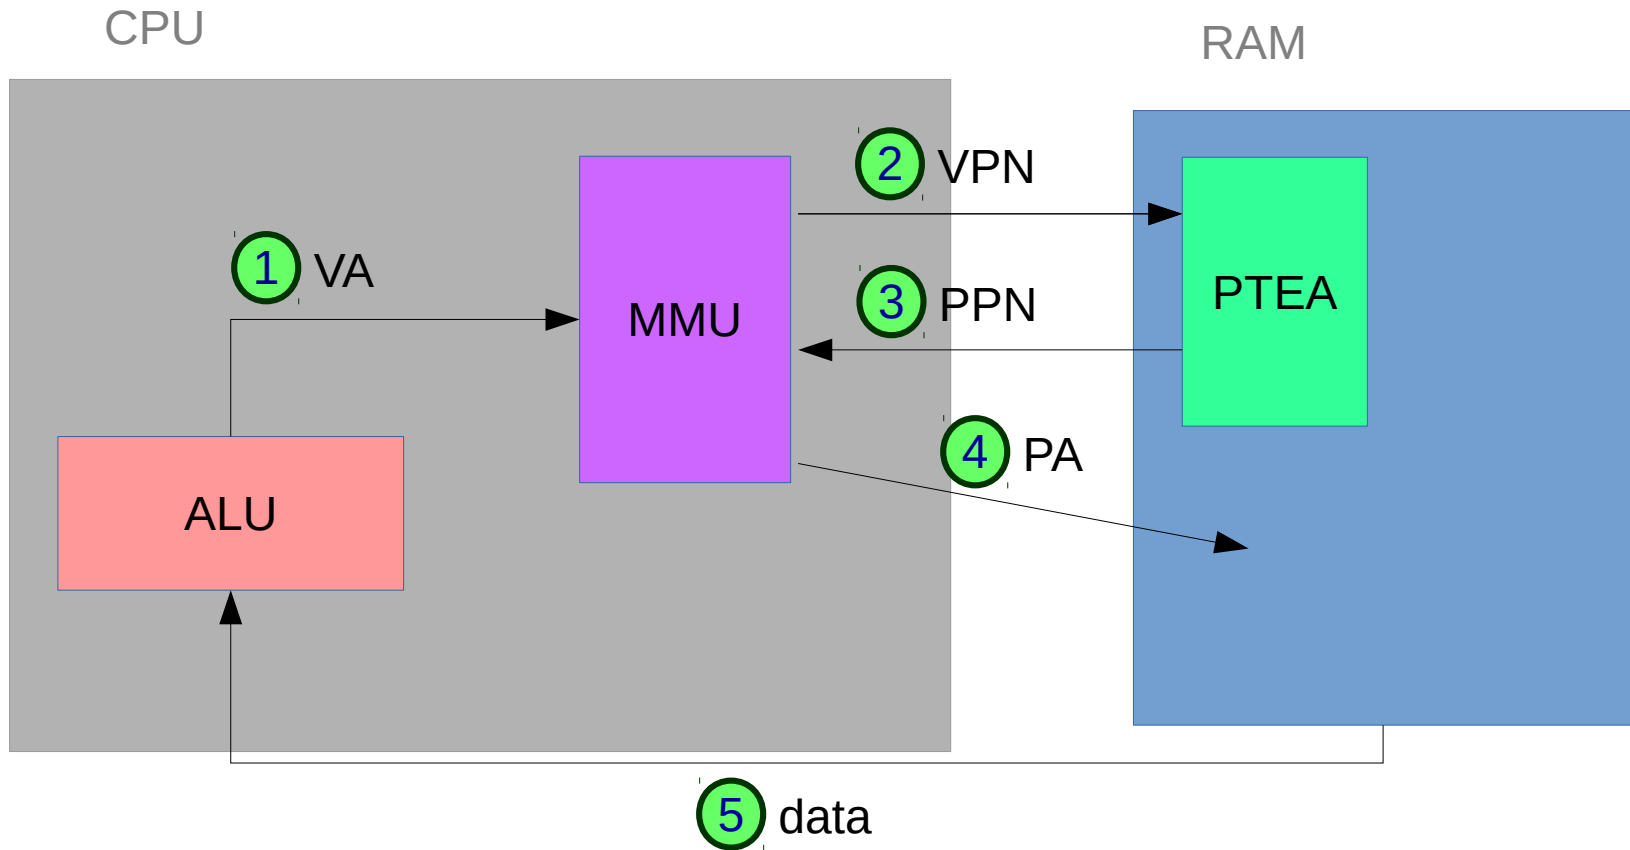 CPU
RAM
2 VPN
1 VA
3 PPN
PTEA
MMU
4 PA
ALU
5 data